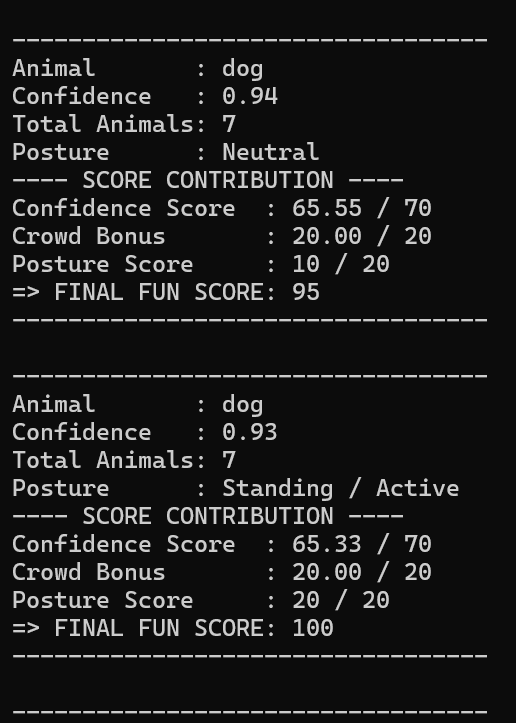 ----------------------------------
Animal       : dog
Confidence   : 0.94
Total Animals: 7
Posture      : Neutral
---- SCORE CONTRIBUTION ----
Confidence Score  : 65.55 / 70
Crowd Bonus       : 20.00 / 20
Posture Score     : 10 / 20
=> FINAL FUN SCORE: 95
----------------------------------

----------------------------------
Animal       : dog
Confidence   : 0.93
Total Animals: 7
Posture      : Standing / Active
---- SCORE CONTRIBUTION ----
Confidence Score  : 65.33 / 70
Crowd Bonus       : 20.00 / 20
Posture Score     : 20 / 20
=> FINAL FUN SCORE: 100
----------------------------------

----------------------------------